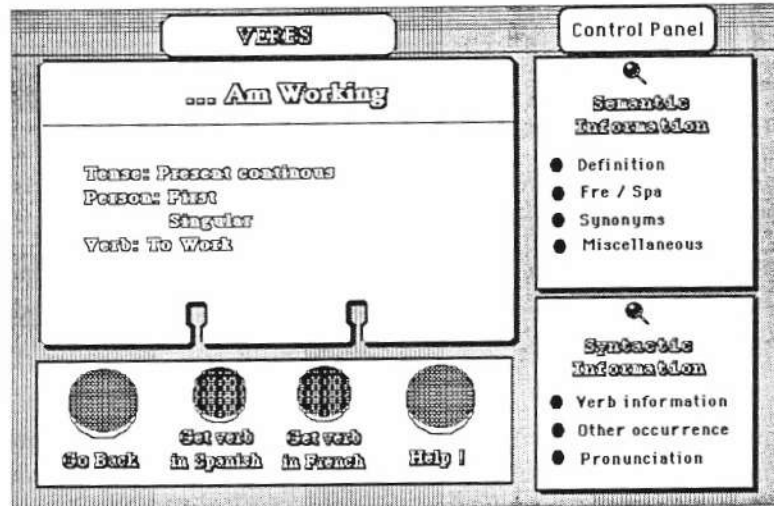 VERBS
... Am Working
Tense: Present continous
Person: First
Singular
Verb: To Work
Go Back
Get verb
in Spanish
Get verb
in French
Help !
Control Panel
Semantic
Information
Definition
Fre / Spa
Synonyms
Miscellaneous
Syntactic
Information
Verb information
Other occurrence
Pronunciation